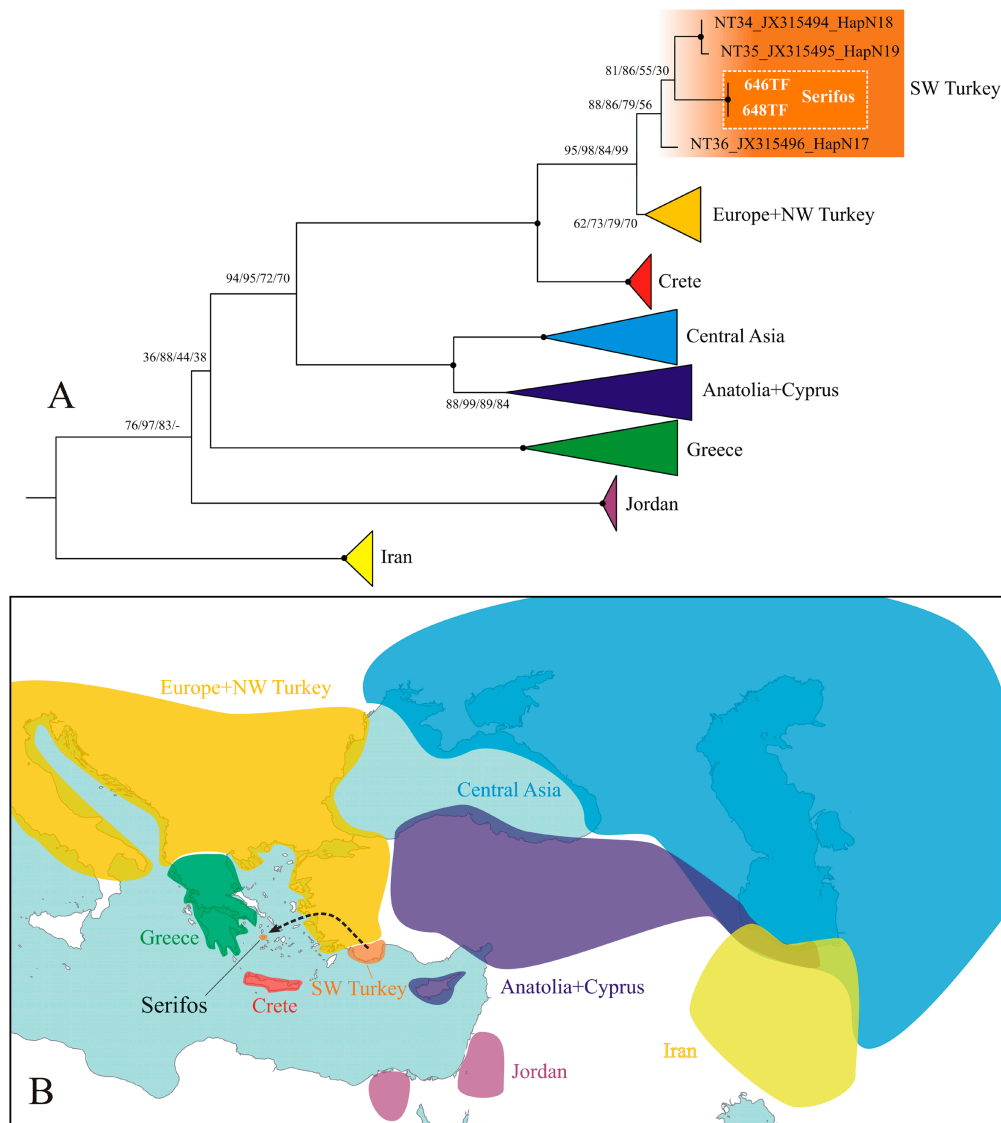 NT34_JX315494_HapN18
NT35_JX315495_HapN19
81/86/55/30
646TF
Serifos
648TF
SW Turkey
88/86/79/56
NT36_JX315496_HapN17
95/98/84/99
62/73/79/70
Europe+NW Turkey
Crete
94/95/72/70
Central Asia
36/88/44/38
A
88/99/89/84
Anatolia+Cyprus
76/97/83/-
Greece
Jordan
Iran
Europe+NW Turkey
Central Asia
Greece
Serifos
Crete
SW Turkey
Anatolia+Cyprus
Iran
Jordan
B